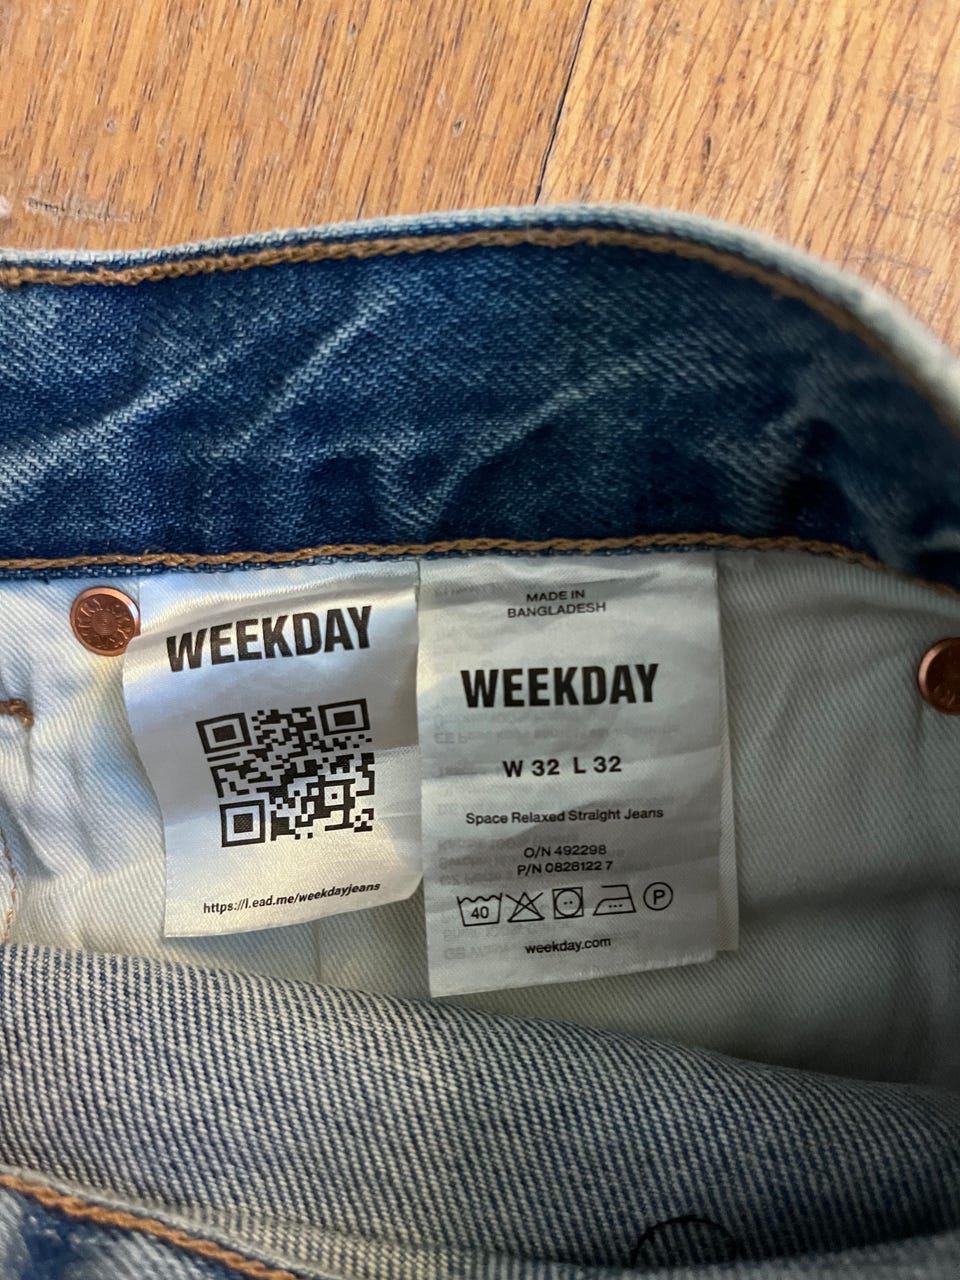 WEEKDAY
https://l.ead.me/weekdayjeans
MADE IN
BANGLADESH
WEEKDAY
W 32 L 32
Space Relaxed Straight Jeans
O/N 492298
P/N 0828122 7
40
P
weekday.com